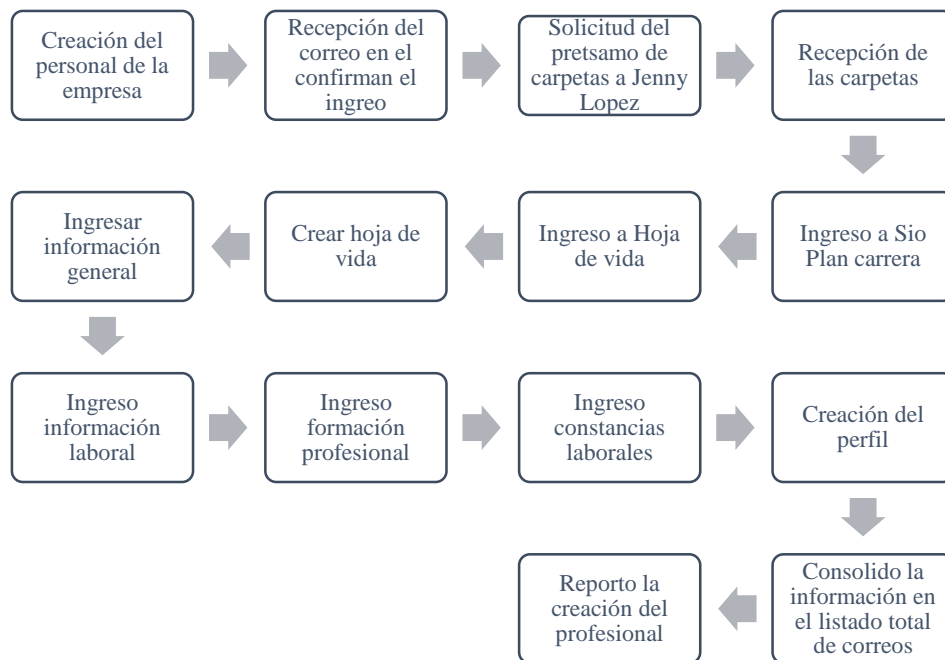 Creación del
personal de la
empresa
Recepción del
correo en el
confirman el
ingreo
Solicitud del
pretsamo de
carpetas a Jenny
Lopez
Recepción de
las carpetas
Ingresar
información
general
Crear hoja de
vida
Ingreso a Hoja
de vida
Ingreso a Sio
Plan carrera
Ingreso
información
laboral
Ingreso
formación
profesional
Ingreso
constancias
laborales
Creación del
perfil
Reporto la
creación del
profesional
Consolido la
información en
el listado total
de correos